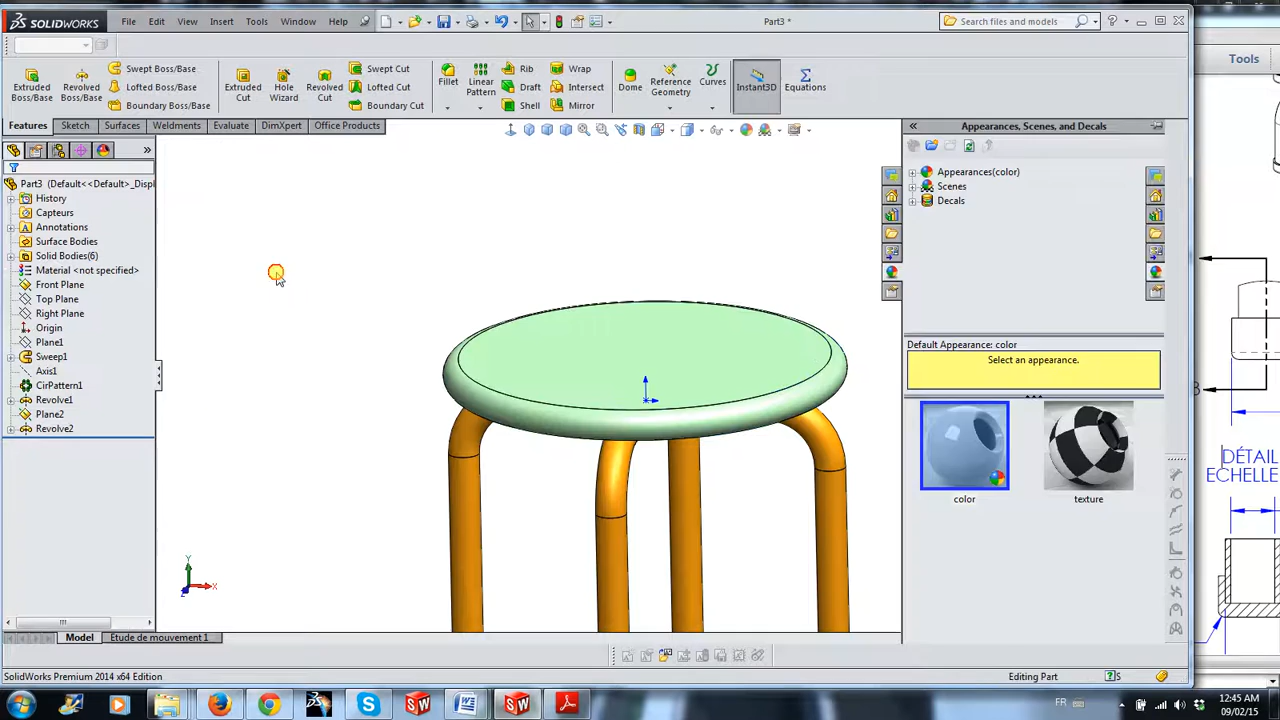 SOLIDWORKS File Edit View Insert Tools Window Help Part3 * Search files and models
Tools
Extruded Boss/Base Revolved Boss/Base Swept Boss/Base Lofted Boss/Base Boundary Boss/Base Extruded Cut Hole Wizard Revolved Cut Swept Cut Lofted Cut Boundary Cut Fillet Linear Pattern Rib Draft Shell Wrap Intersect Mirror Dome Reference Geometry Curves Instant3D Equations
Features Sketch Surfaces Weldments Evaluate DimXpert Office Products
Appearances, Scenes, and Decals
Part3 (Default<<Default>_Displ
History
Capteurs
Annotations
Surface Bodies
Solid Bodies(6)
Material <not specified>
Front Plane
Top Plane
Right Plane
Origin
Plane1
Sweep1
Axis1
CirPattern1
Revolve1
Plane2
Revolve2
Y
X
Z
Appearances(color)
Scenes
Decals
Default Appearance: color
Select an appearance.
color texture
DÉTAIL
ECHELLE
Model Etude de mouvement 1
SolidWorks Premium 2014 x64 Edition Editing Part
FR
12:45 AM
09/02/15